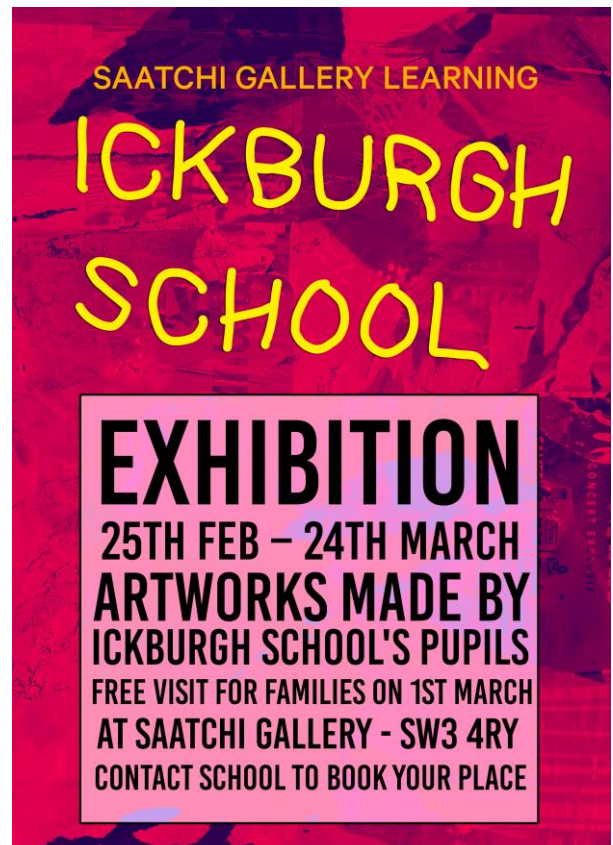 SAATCHI GALLERY LEARNING
ICKBURGH
SCHOOL
EXHIBITION
25TH FEB – 24TH MARCH
ARTWORKS MADE BY
ICKBURGH SCHOOL'S PUPILS
FREE VISIT FOR FAMILIES ON 1ST MARCH
AT SAATCHI GALLERY - SW3 4RY
CONTACT SCHOOL TO BOOK YOUR PLACE